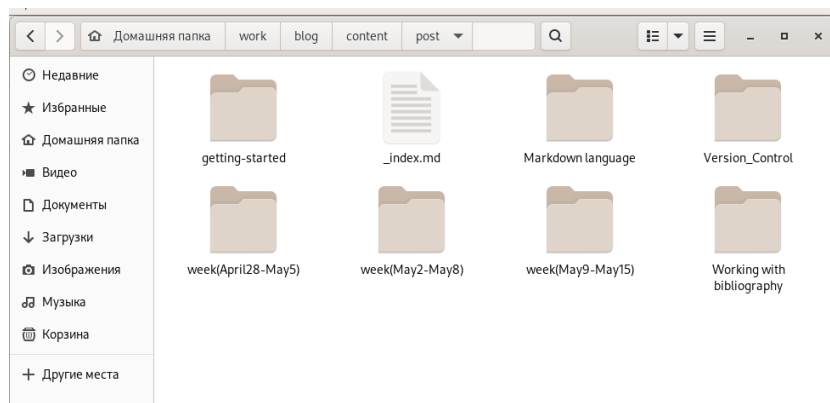 Домашняя папка work blog content post
Недавние
Избранные
Домашняя папка
Видео
Документы
Загрузки
Изображения
Музыка
Корзина
Другие места
getting-started _index.md Markdown language Version_Control
week(April28-May5) week(May2-May8) week(May9-May15) Working with
bibliography